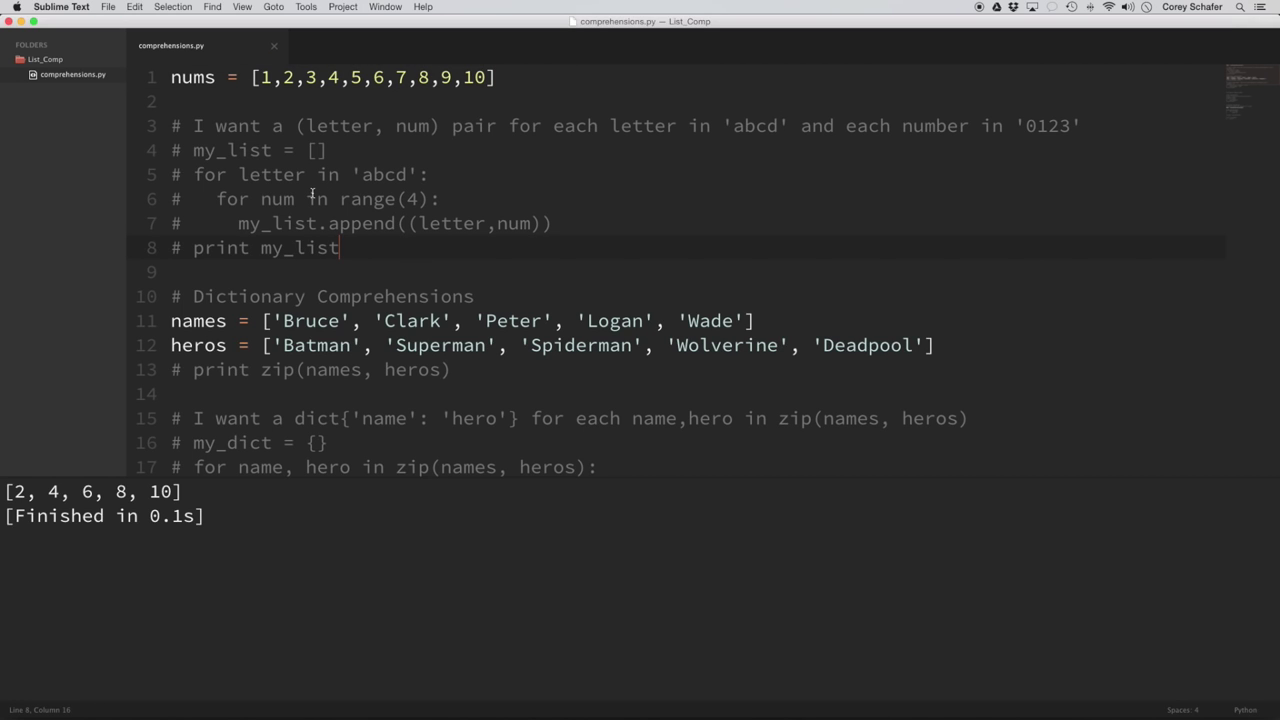 Sublime Text File Edit Selection Find View Goto Tools Project Window Help Corey Schafer
comprehensions.py — List_Comp
FOLDERS
List_Comp
comprehensions.py
comprehensions.py
1 nums = [1,2,3,4,5,6,7,8,9,10]
2
3 # I want a (letter, num) pair for each letter in 'abcd' and each number in '0123'
4 # my_list = []
5 # for letter in 'abcd':
6 #   for num in range(4):
7 #     my_list.append((letter,num))
8 # print my_list
9
10 # Dictionary Comprehensions
11 names = ['Bruce', 'Clark', 'Peter', 'Logan', 'Wade']
12 heros = ['Batman', 'Superman', 'Spiderman', 'Wolverine', 'Deadpool']
13 # print zip(names, heros)
14
15 # I want a dict{'name': 'hero'} for each name,hero in zip(names, heros)
16 # my_dict = {}
17 # for name, hero in zip(names, heros):
[2, 4, 6, 8, 10]
[Finished in 0.1s]
Line 8, Column 16 Spaces: 4 Python